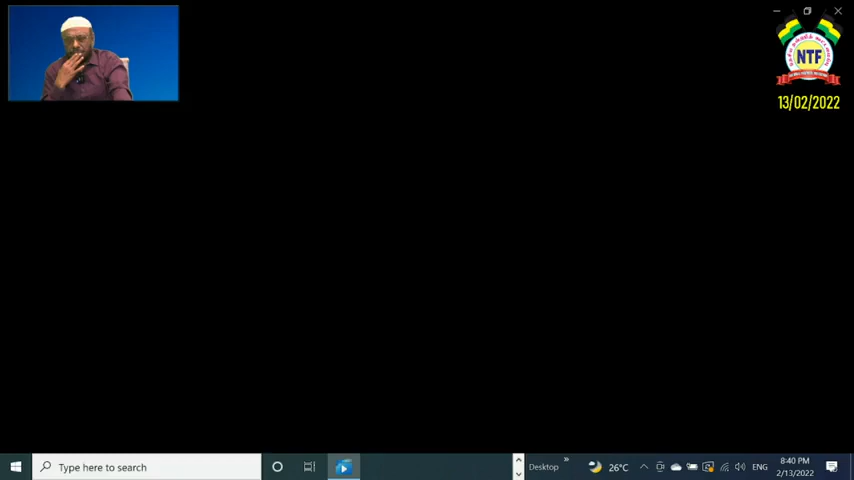 NTF
13/02/2022
Type here to search
Desktop
26°C
ENG
8:40 PM
2/13/2022